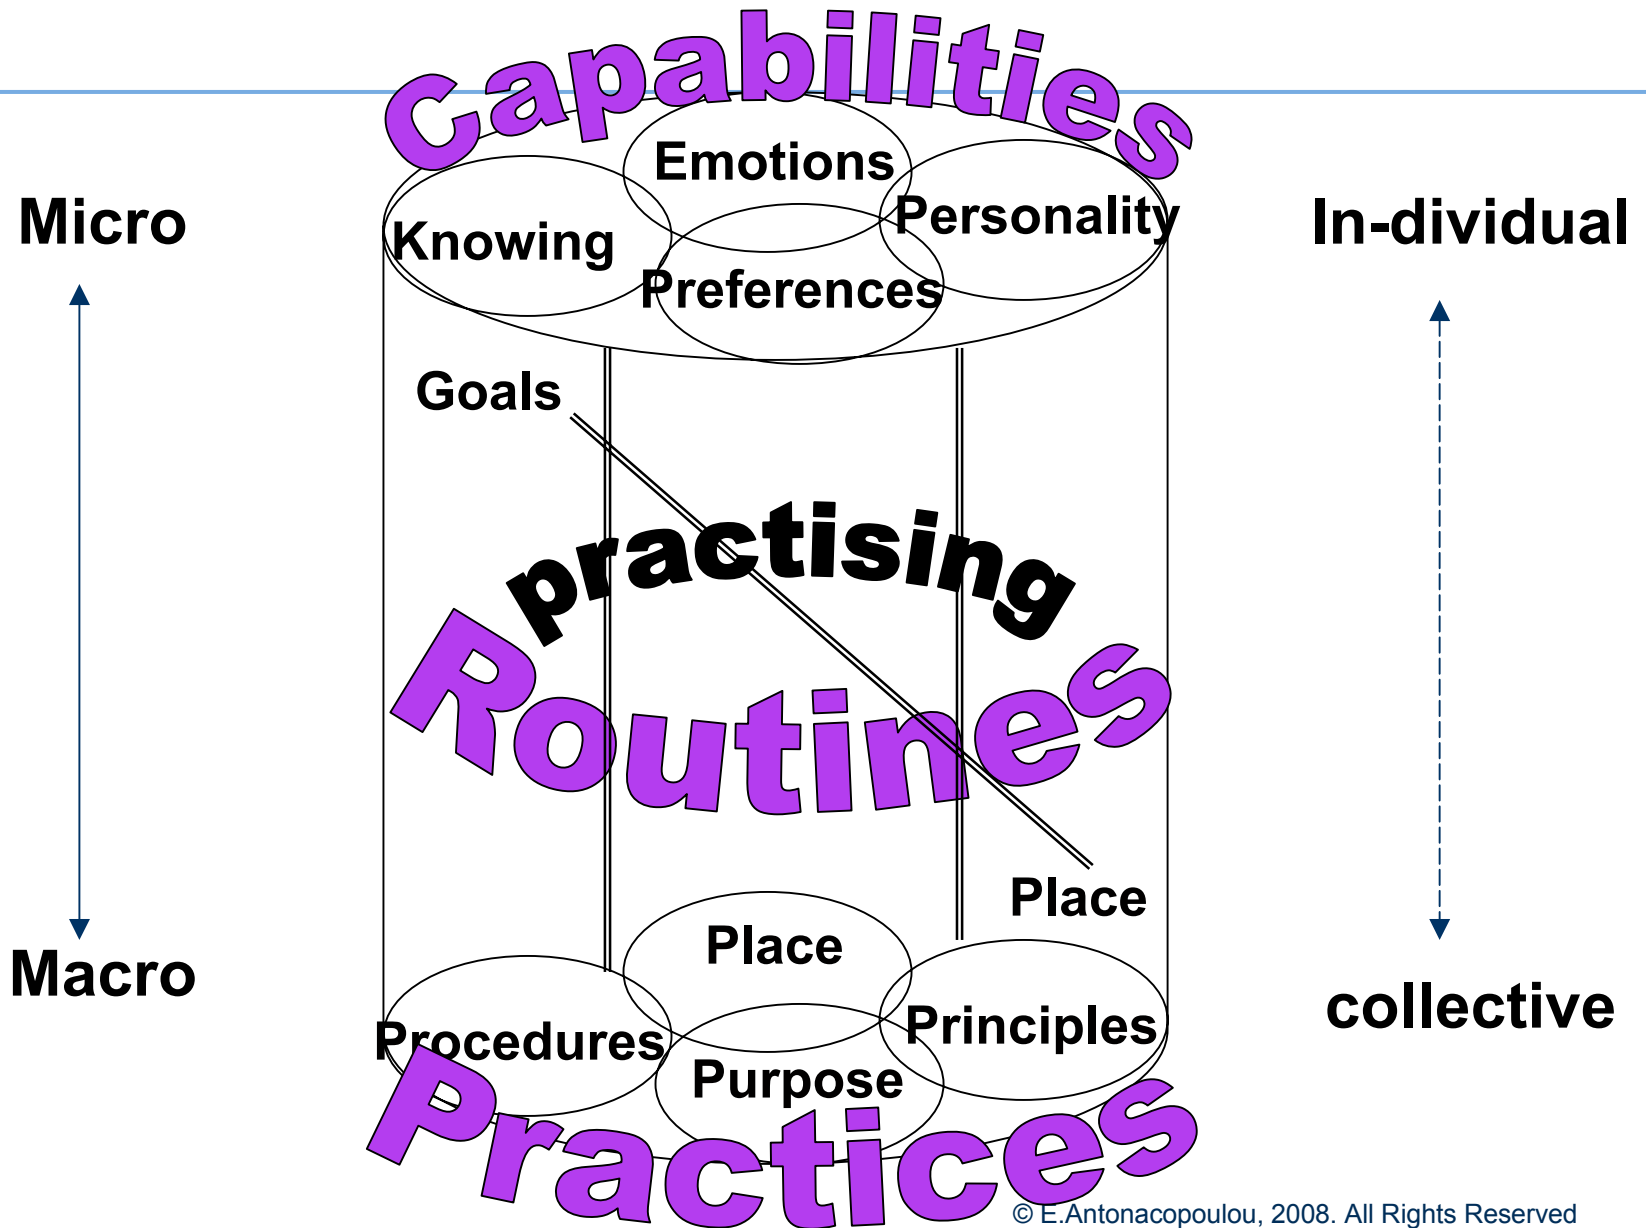 Capabilities
Emotions
Micro
Knowing
Personality
In-dividual
Preferences
Goals
practising
Routines
Place
Place
Macro
Procedures
Principles
collective
Purpose
Practices
© E.Antonacopoulou, 2008. All Rights Reserved